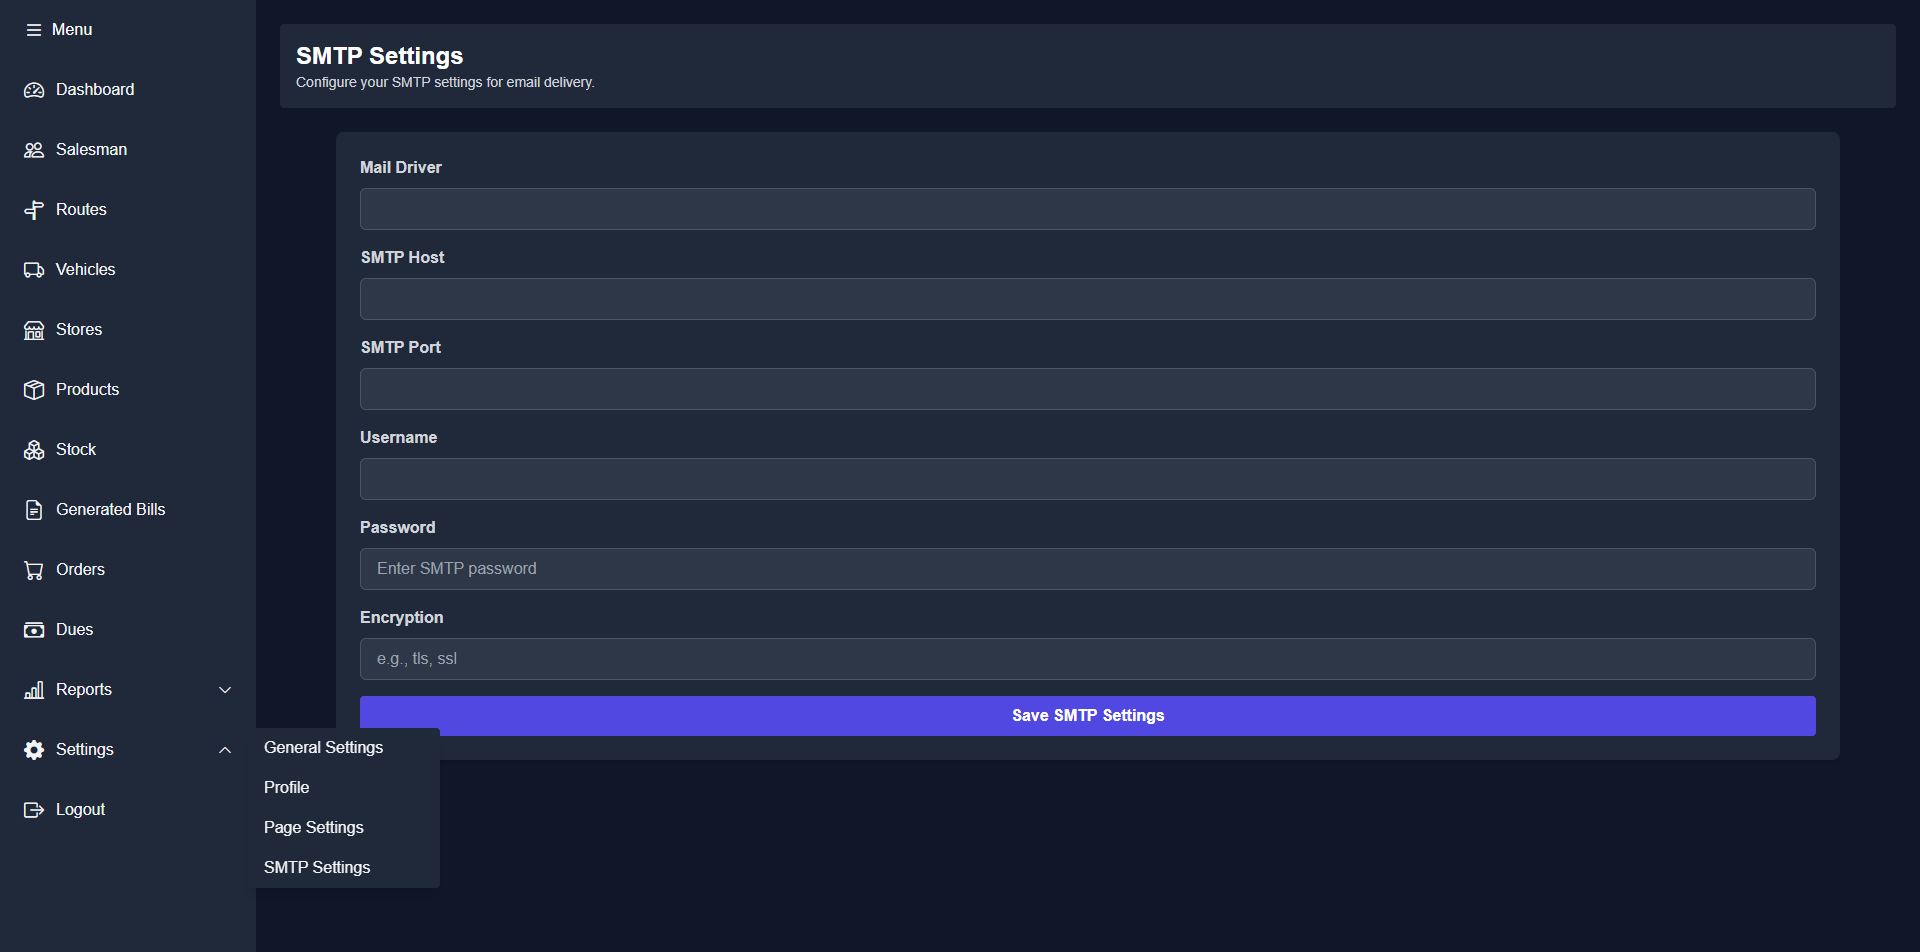 Menu
Dashboard
Salesman
Routes
Vehicles
Stores
Products
Stock
Generated Bills
Orders
Dues
Reports
Settings
Logout
General Settings
Profile
Page Settings
SMTP Settings
SMTP Settings
Configure your SMTP settings for email delivery.
Mail Driver
SMTP Host
SMTP Port
Username
Password
Enter SMTP password
Encryption
e.g., tls, ssl
Save SMTP Settings